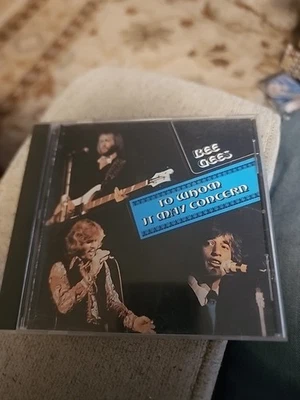 BEE
GEES
TO WHOM
IT MAY CONCERN